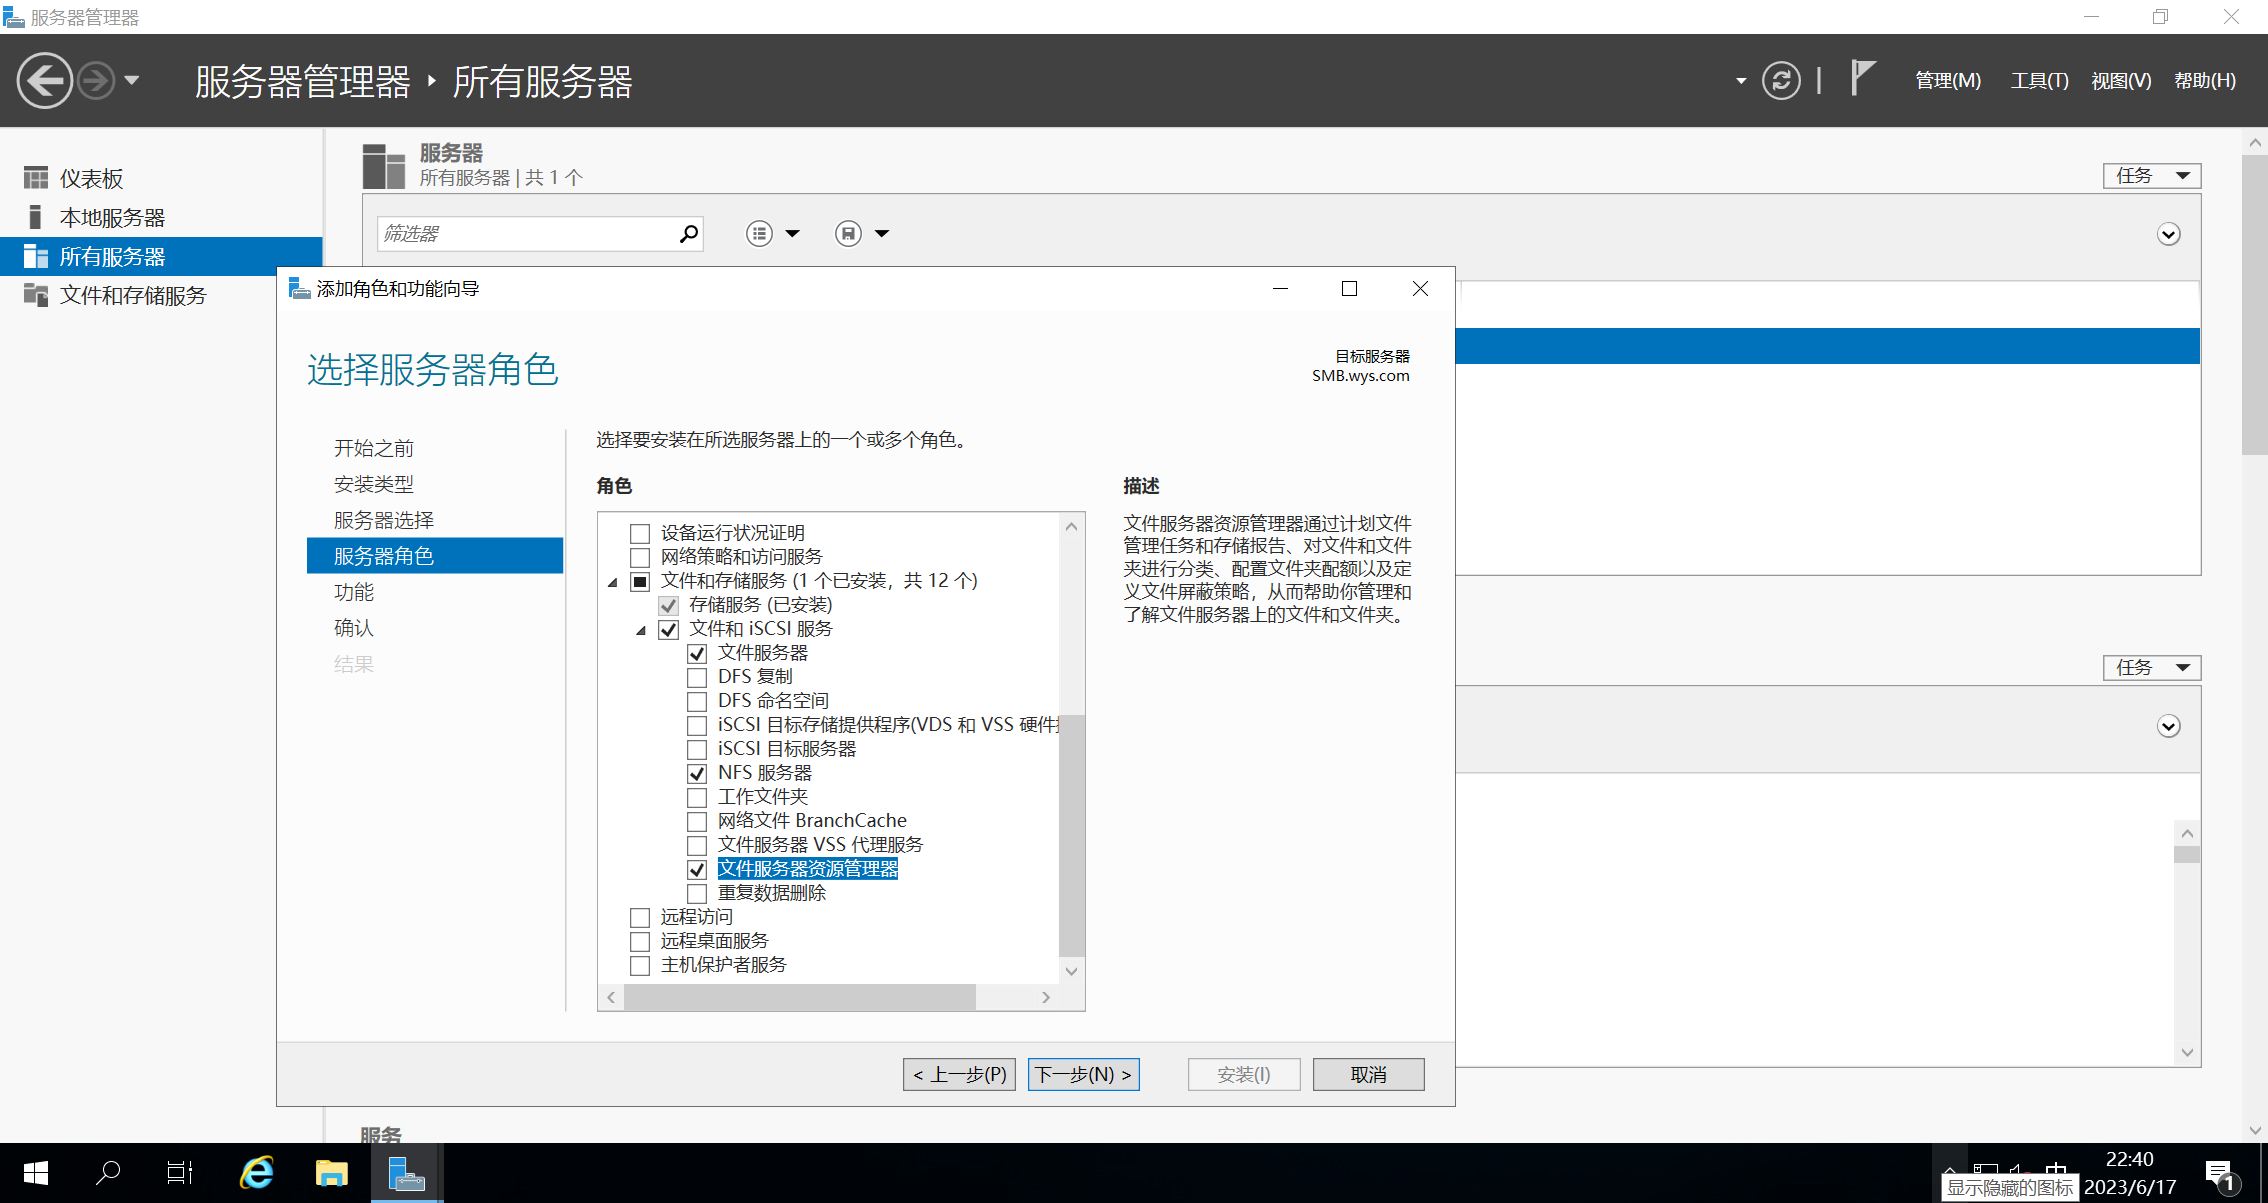 服务器管理器
服务器管理器 ‣ 所有服务器
管理(M) 工具(T) 视图(V) 帮助(H)
仪表板
本地服务器
所有服务器
文件和存储服务
服务器
所有服务器 | 共 1 个
任务
筛选器
添加角色和功能向导
选择服务器角色
目标服务器
SMB.wys.com
开始之前
安装类型
服务器选择
服务器角色
功能
确认
结果
选择要安装在所选服务器上的一个或多个角色。
角色
设备运行状况证明
网络策略和访问服务
文件和存储服务 (1 个已安装，共 12 个)
存储服务 (已安装)
文件和 iSCSI 服务
文件服务器
DFS 复制
DFS 命名空间
iSCSI 目标存储提供程序(VDS 和 VSS 硬件
iSCSI 目标服务器
NFS 服务器
工作文件夹
网络文件 BranchCache
文件服务器 VSS 代理服务
文件服务器资源管理器
重复数据删除
远程访问
远程桌面服务
主机保护者服务
描述
文件服务器资源管理器通过计划文件
管理任务和存储报告、对文件和文件
夹进行分类、配置文件夹配额以及定
义文件屏蔽策略，从而帮助你管理和
了解文件服务器上的文件和文件夹。
任务
< 上一步(P) 下一步(N) > 安装(I) 取消
服务
中
22:40
显示隐藏的图标
2023/6/17
1